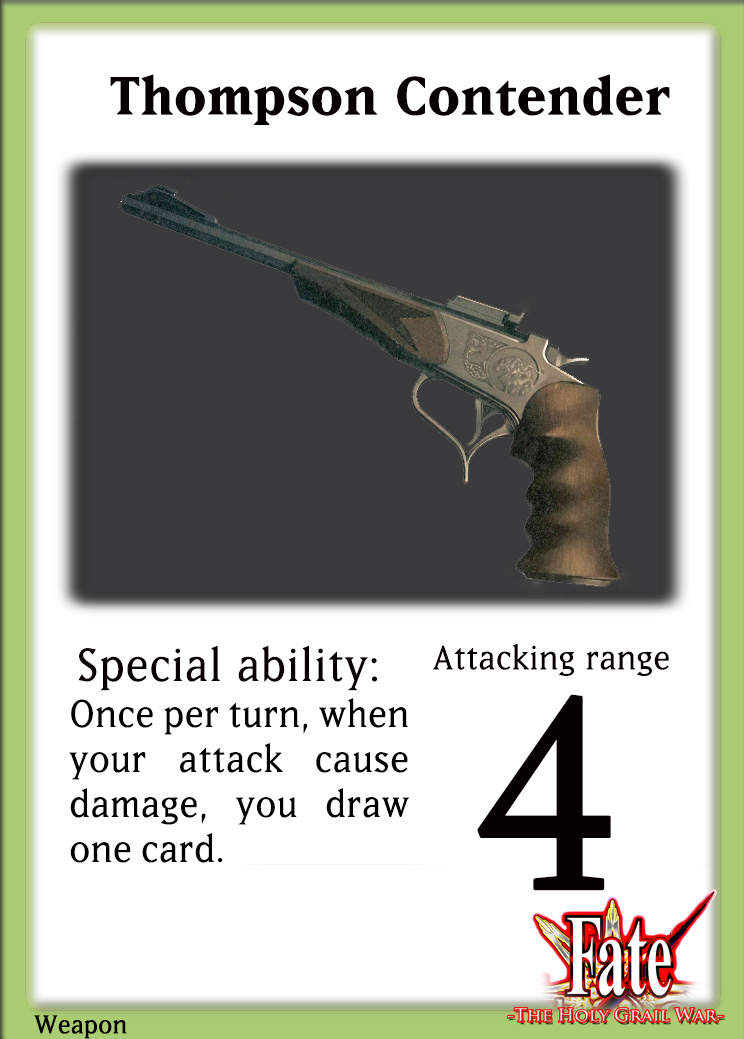 Thompson Contender
Special ability:
Once per turn, when
your attack cause
damage, you draw
one card.
Attacking range
4
Fate
-THE HOLY GRAIL WAR-
Weapon